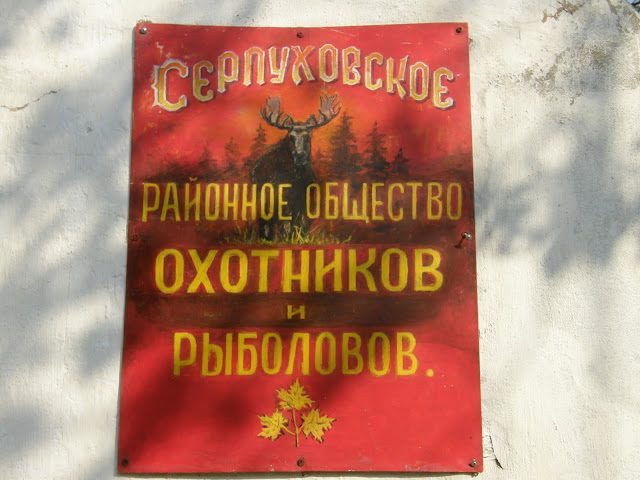 Серпуховское
районное общество
охотников
и
рыболовов.